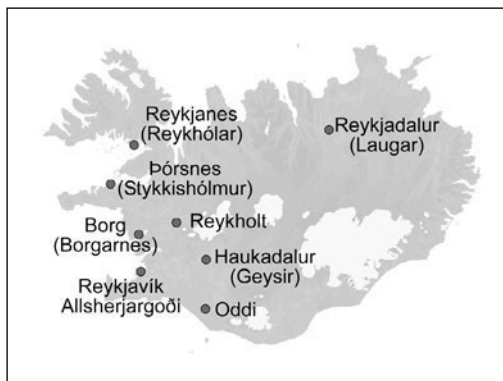 Reykjanes
(Reykhólar)
Reykjadalur
(Laugar)
Þórsnes
(Stykkishólmur)
Reykholt
Borg
(Borgarnes)
Haukadalur
(Geysir)
Reykjavík
Allsherjargoði
Oddi